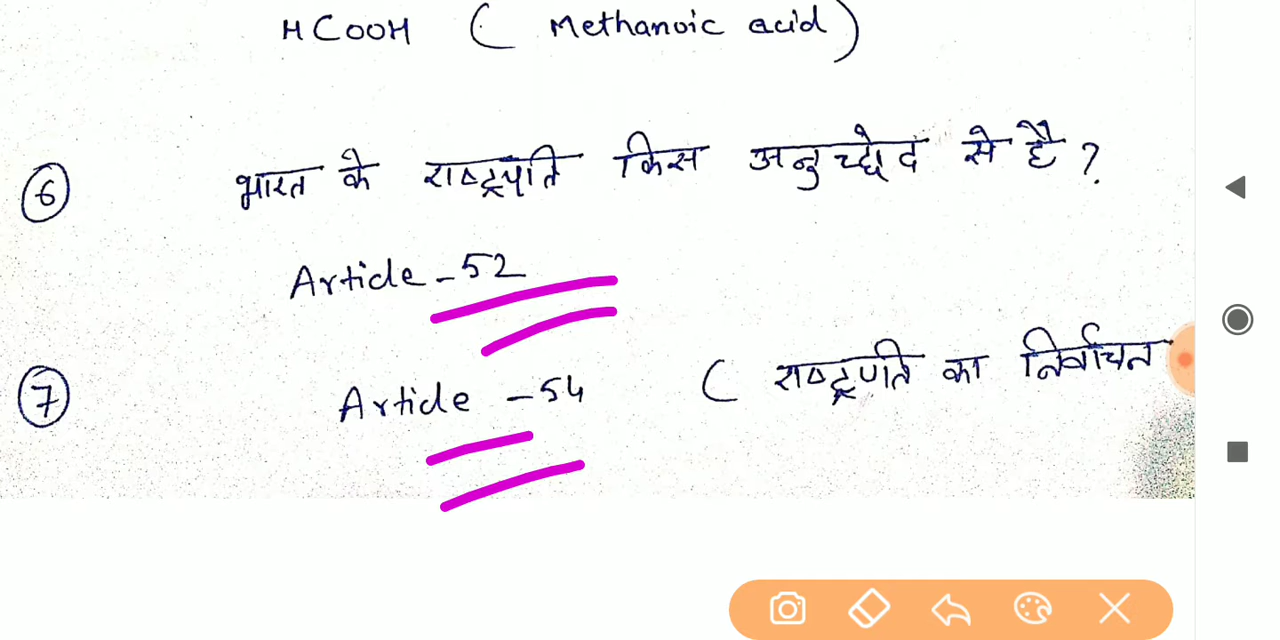 HCOOH ( Methanoic acid )
6 भारत के राष्ट्रपति किस अनुच्छेद से है ?
Article - 52
7 Article - 54 ( राष्ट्रपति का निर्वाचन